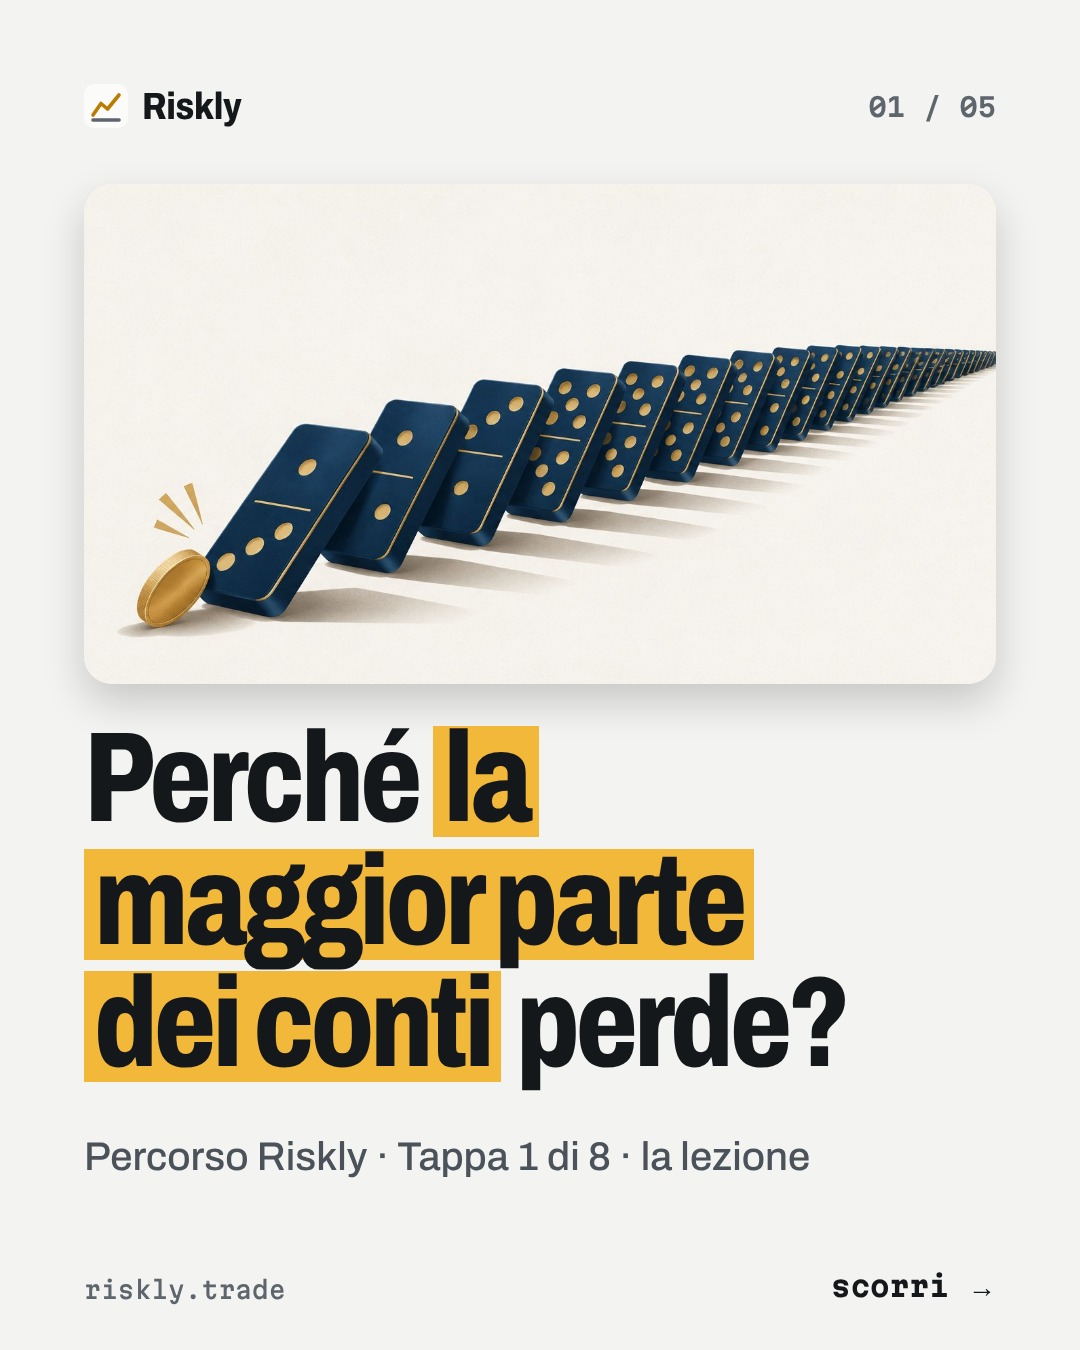 Riskly
01 / 05
Perché la
maggior parte
dei conti perde?
Percorso Riskly · Tappa 1 di 8 · la lezione
riskly.trade
scorri →